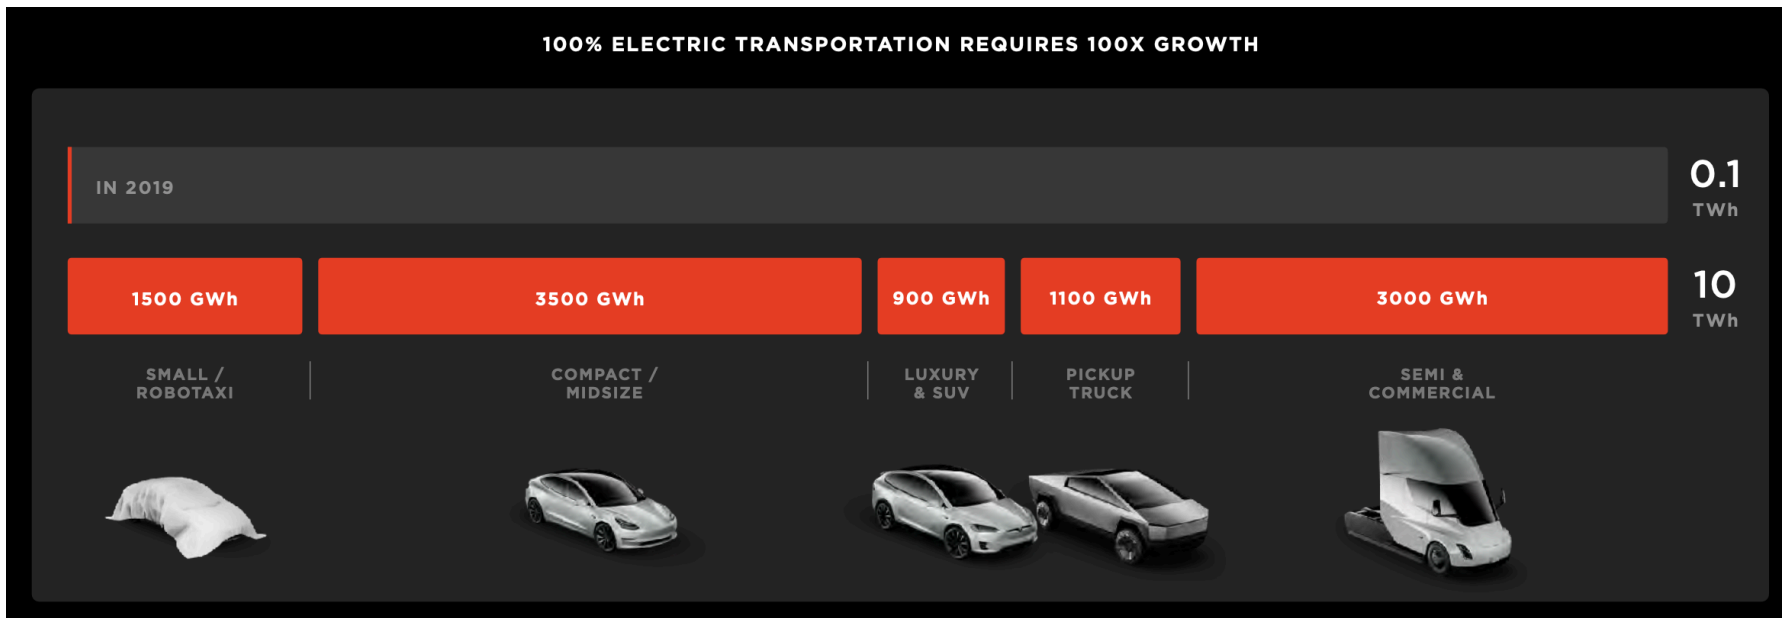 100% ELECTRIC TRANSPORTATION REQUIRES 100X GROWTH
IN 2019
0.1
TWh
1500 GWh
3500 GWh
900 GWh
1100 GWh
3000 GWh
10
TWh
SMALL /
ROBOTAXI
COMPACT /
MIDSIZE
LUXURY
& SUV
PICKUP
TRUCK
SEMI &
COMMERCIAL